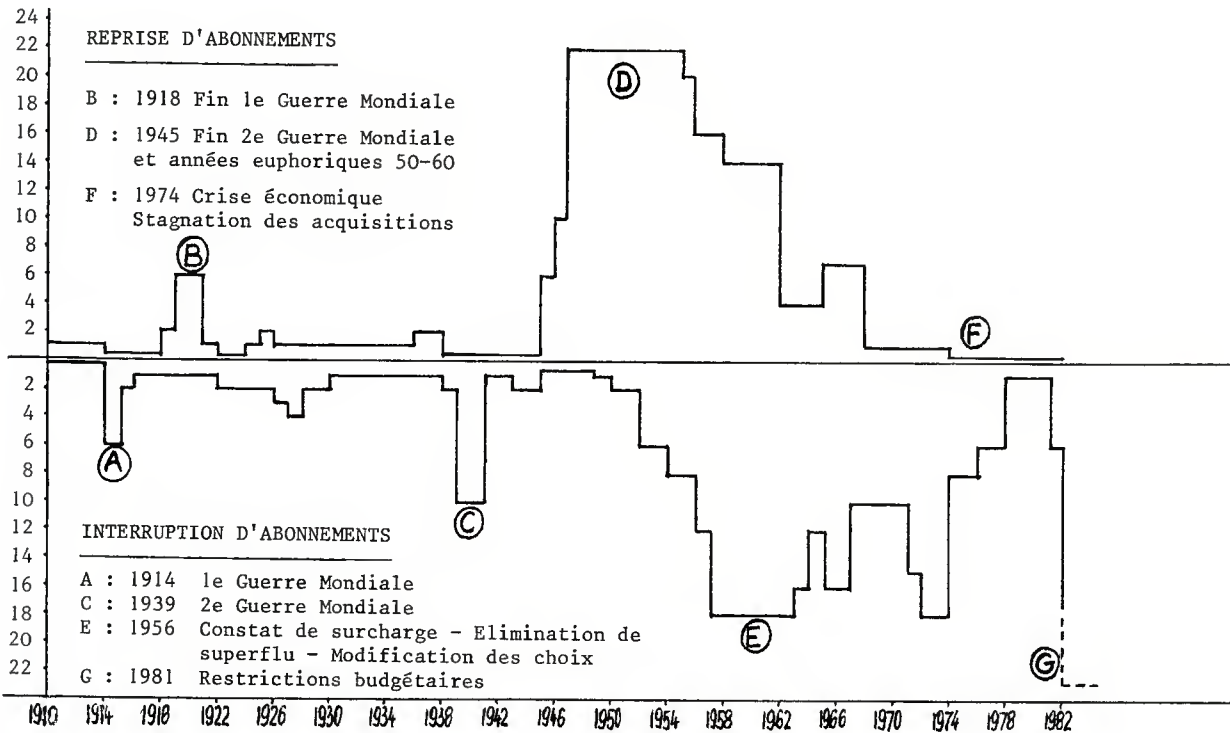 24
22
20
18
16
14
12
10
8
6
4
2
REPRISE D'ABONNEMENTS
B : 1918 Fin 1e Guerre Mondiale
D : 1945 Fin 2e Guerre Mondiale
et années euphoriques 50-60
F : 1974 Crise économique
Stagnation des acquisitions
B
D
F
2
4
6
8
10
12
14
16
18
20
22
A
C
E
G
INTERRUPTION D'ABONNEMENTS
A : 1914 1e Guerre Mondiale
C : 1939 2e Guerre Mondiale
E : 1956 Constat de surcharge - Elimination de
superflu - Modification des choix
G : 1981 Restrictions budgétaires
1910 1914 1918 1922 1926 1930 1934 1938 1942 1946 1950 1954 1958 1962 1966 1970 1974 1978 1982